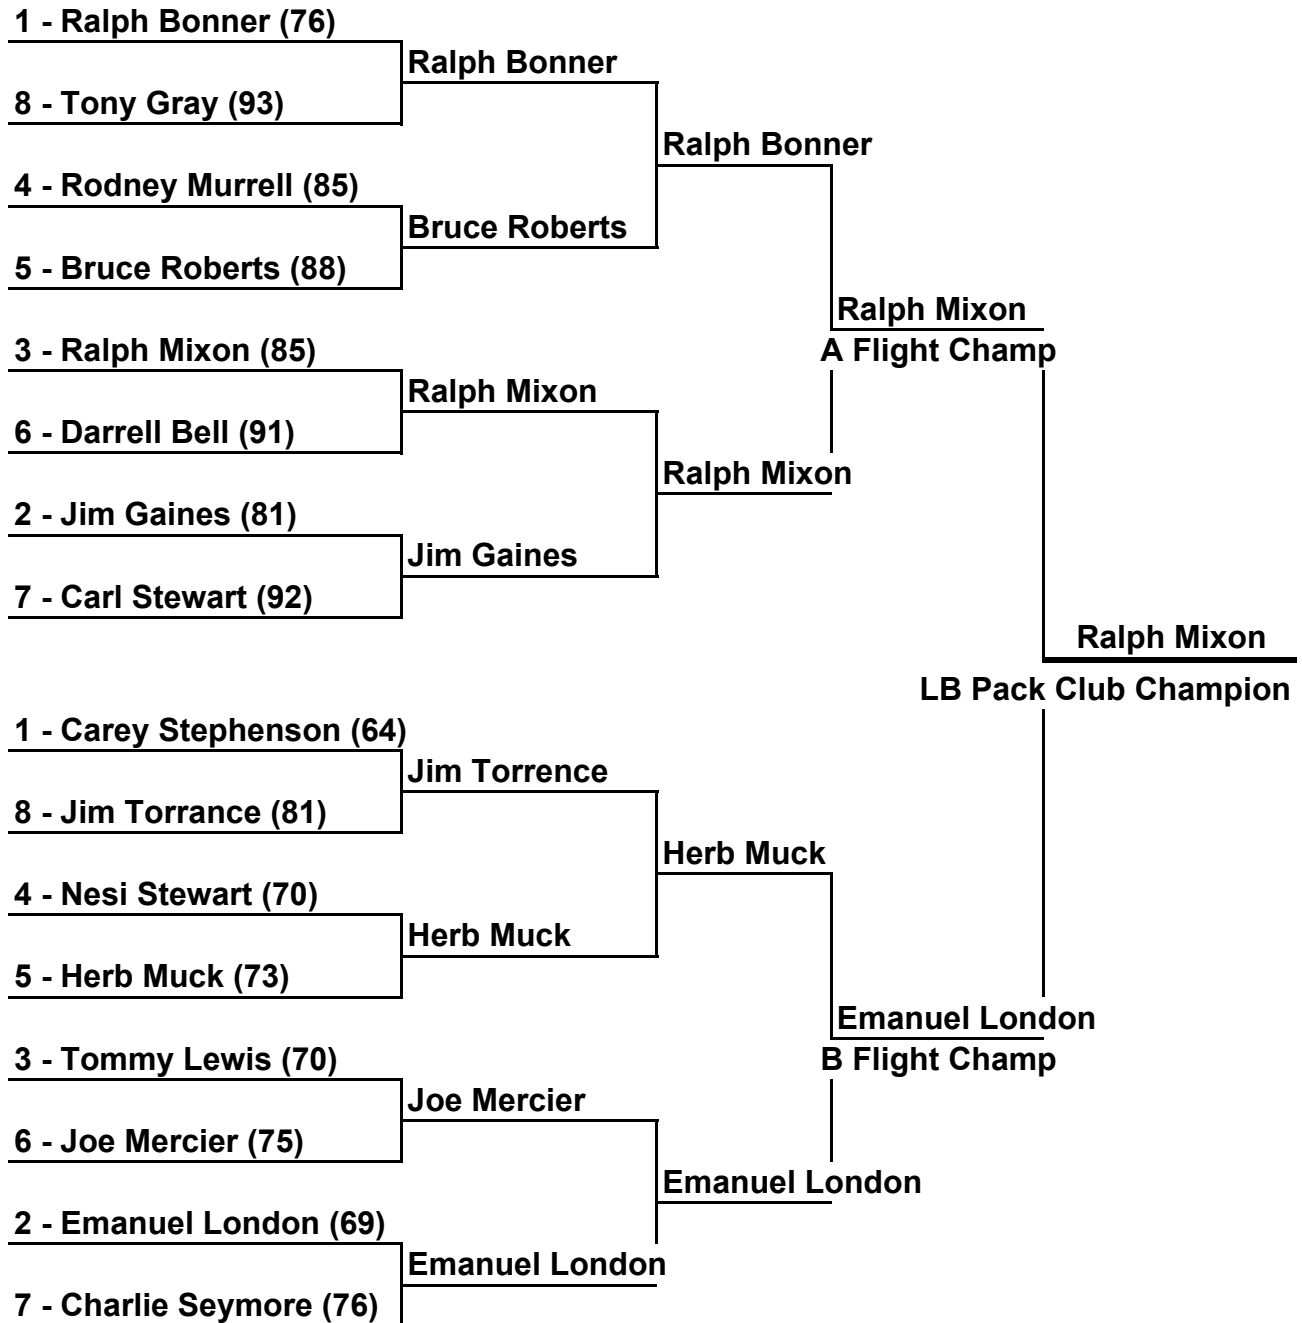 1 - Ralph Bonner (76)
Ralph Bonner
8 - Tony Gray (93)
Ralph Bonner
4 - Rodney Murrell (85)
Bruce Roberts
5 - Bruce Roberts (88)
Ralph Mixon
A Flight Champ
3 - Ralph Mixon (85)
Ralph Mixon
6 - Darrell Bell (91)
Ralph Mixon
2 - Jim Gaines (81)
Jim Gaines
7 - Carl Stewart (92)
Ralph Mixon
LB Pack Club Champion
1 - Carey Stephenson (64)
Jim Torrence
8 - Jim Torrance (81)
Herb Muck
4 - Nesi Stewart (70)
Herb Muck
5 - Herb Muck (73)
Emanuel London
B Flight Champ
3 - Tommy Lewis (70)
Joe Mercier
6 - Joe Mercier (75)
Emanuel London
2 - Emanuel London (69)
Emanuel London
7 - Charlie Seymore (76)